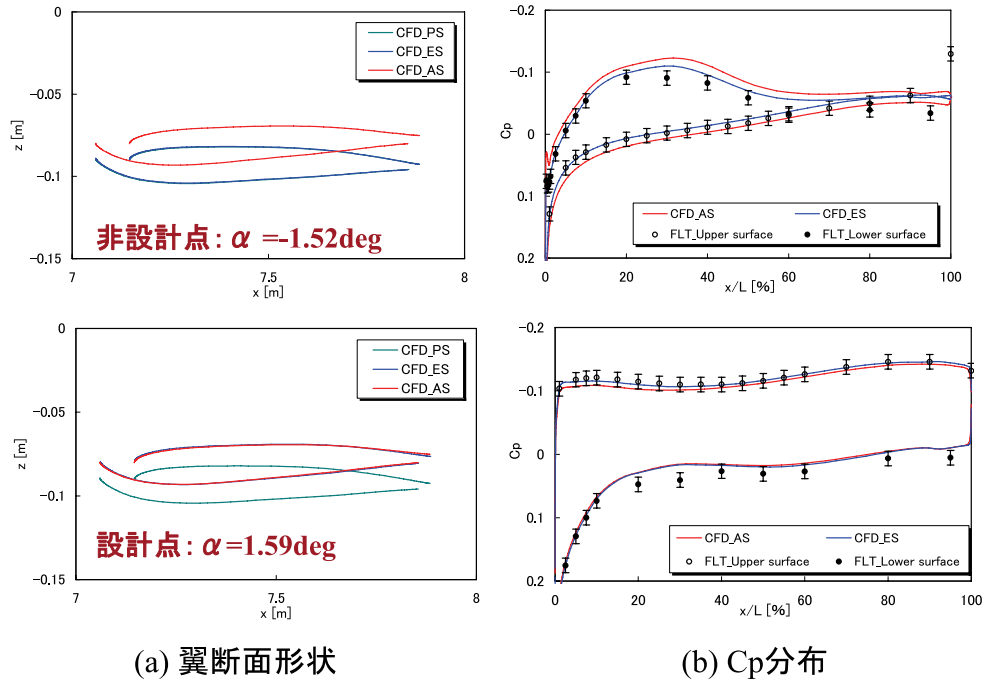 0
-0.05
-0.1
-0.15
z [m]
7
7.5
8
x [m]
CFD_PS
CFD_ES
CFD_AS
非設計点: α =-1.52deg
-0.2
-0.1
0
0.1
0.2
Cp
0
20
40
60
80
100
x/L [%]
CFD_AS
CFD_ES
FLT_Upper surface
FLT_Lower surface
0
-0.05
-0.1
-0.15
z [m]
7
7.5
8
x [m]
CFD_PS
CFD_ES
CFD_AS
設計点: α=1.59deg
-0.2
-0.1
0
0.1
0.2
Cp
0
20
40
60
80
100
x/L [%]
CFD_AS
CFD_ES
FLT_Upper surface
FLT_Lower surface
(a) 翼断面形状
(b) Cp分布